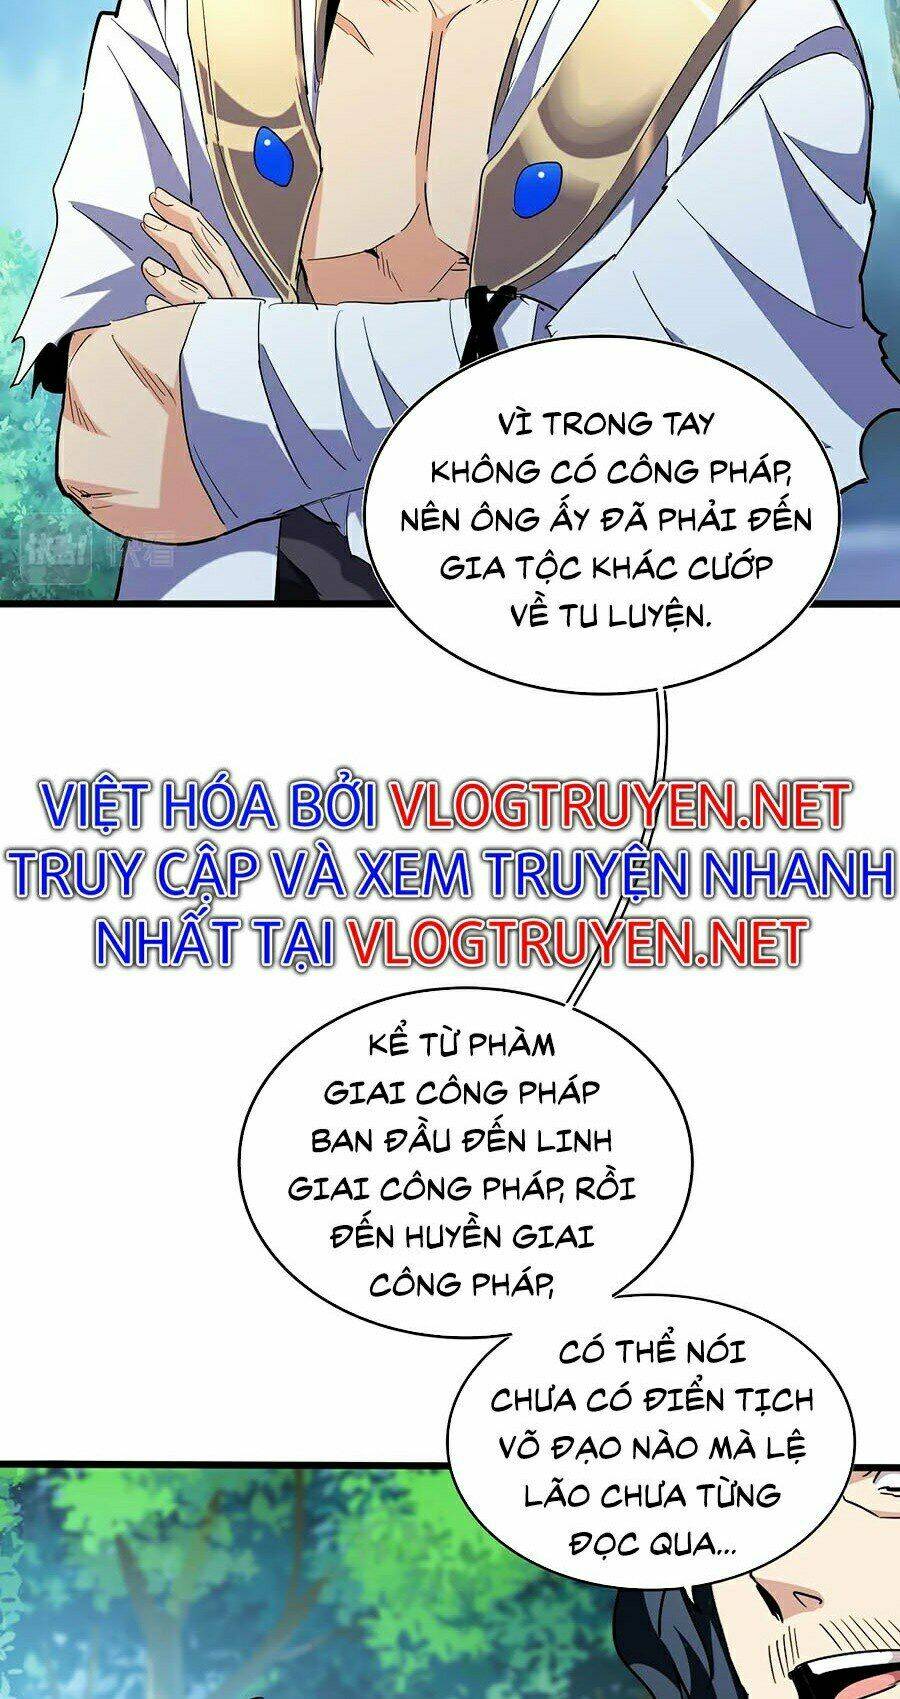 VÌ TRONG TAY
KHÔNG CÓ CÔNG PHÁP,
NÊN ÔNG ẤY ĐÃ PHẢI ĐẾN
GIA TỘC KHÁC CƯỚP
VỀ TU LUYỆN.
快看
VIỆT HÓA BỞI VLOGTRUYEN.NET
TRUY CẬP VÀ XEM TRUYỆN NHANH
NHẤT TẠI VLOGTRUYEN.NET
KỂ TỪ PHÀM
GIAI CÔNG PHÁP
BAN ĐẦU ĐẾN LINH
GIAI CÔNG PHÁP, RỒI
ĐẾN HUYỀN GIAI
CÔNG PHÁP,
CÓ THỂ NÓI
CHƯA CÓ ĐIỂN TỊCH
VÕ ĐẠO NÀO MÀ LỆ
LÃO CHƯA TỪNG
ĐỌC QUA...